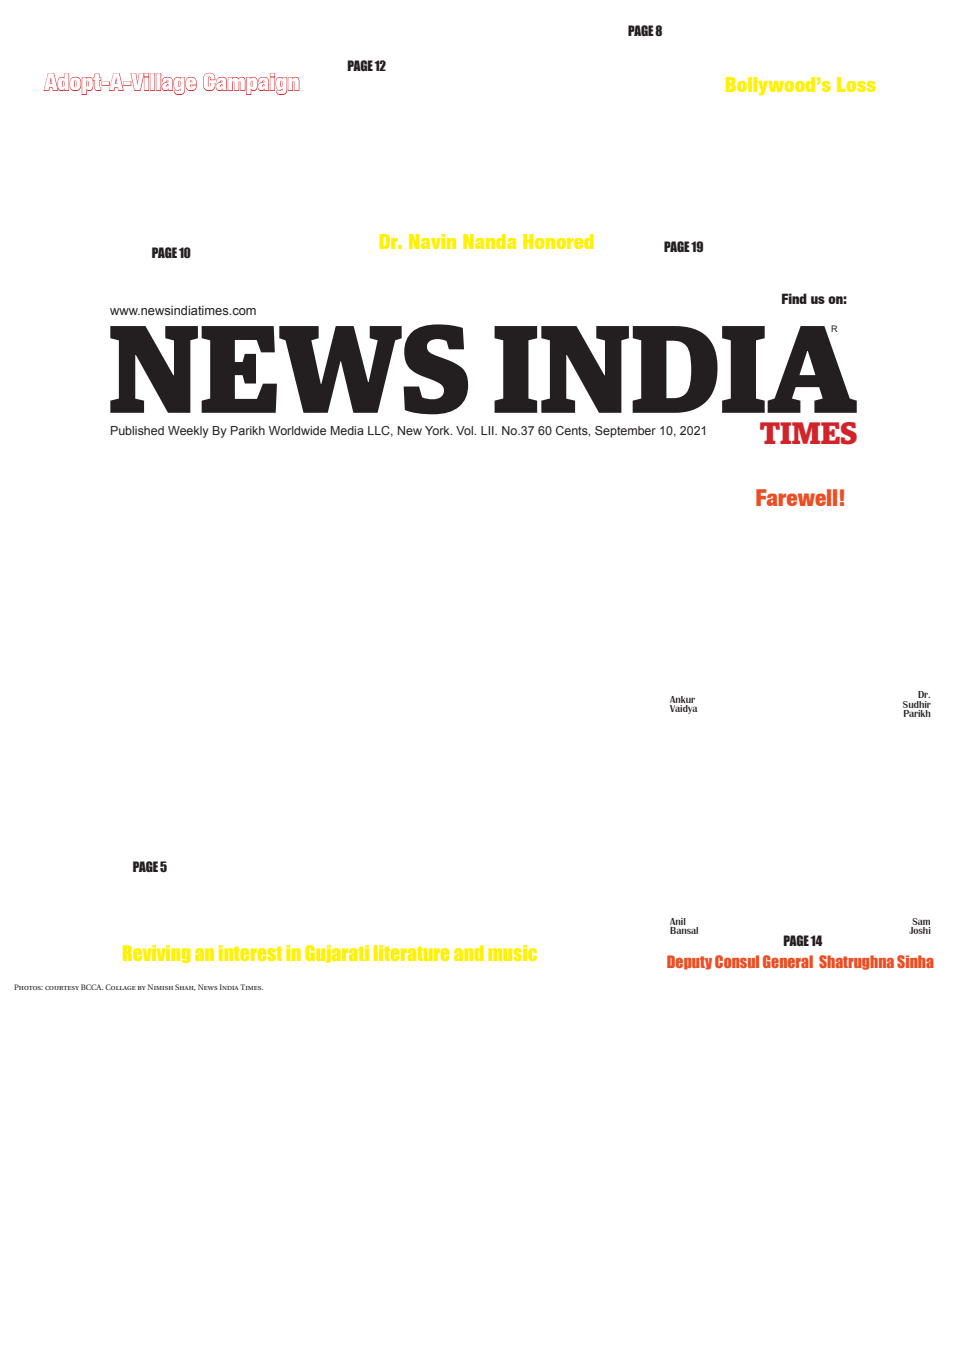 PAGE 8
PAGE 12
Adopt-A-Village Campaign
Bollywood's Loss
Dr. Navin Nanda Honored
PAGE 19
PAGE 10
Find us on:
www.newsindiatimes.com
NEWS INDIA
R
TIMES
Published Weekly By Parikh Worldwide Media LLC, New York. Vol. LII. No.37 60 Cents, September 10, 2021
Farewell!
Ankur
Vaidya
Dr.
Sudhir
Parikh
PAGE 5
Reviving an interest in Gujarati literature and music
Anil
Bansal
Sam
Joshi
PAGE 14
Deputy Consul General Shatrughna Sinha
Photos: courtesy BCCA. Collage by Nimish Shah, News India Times.